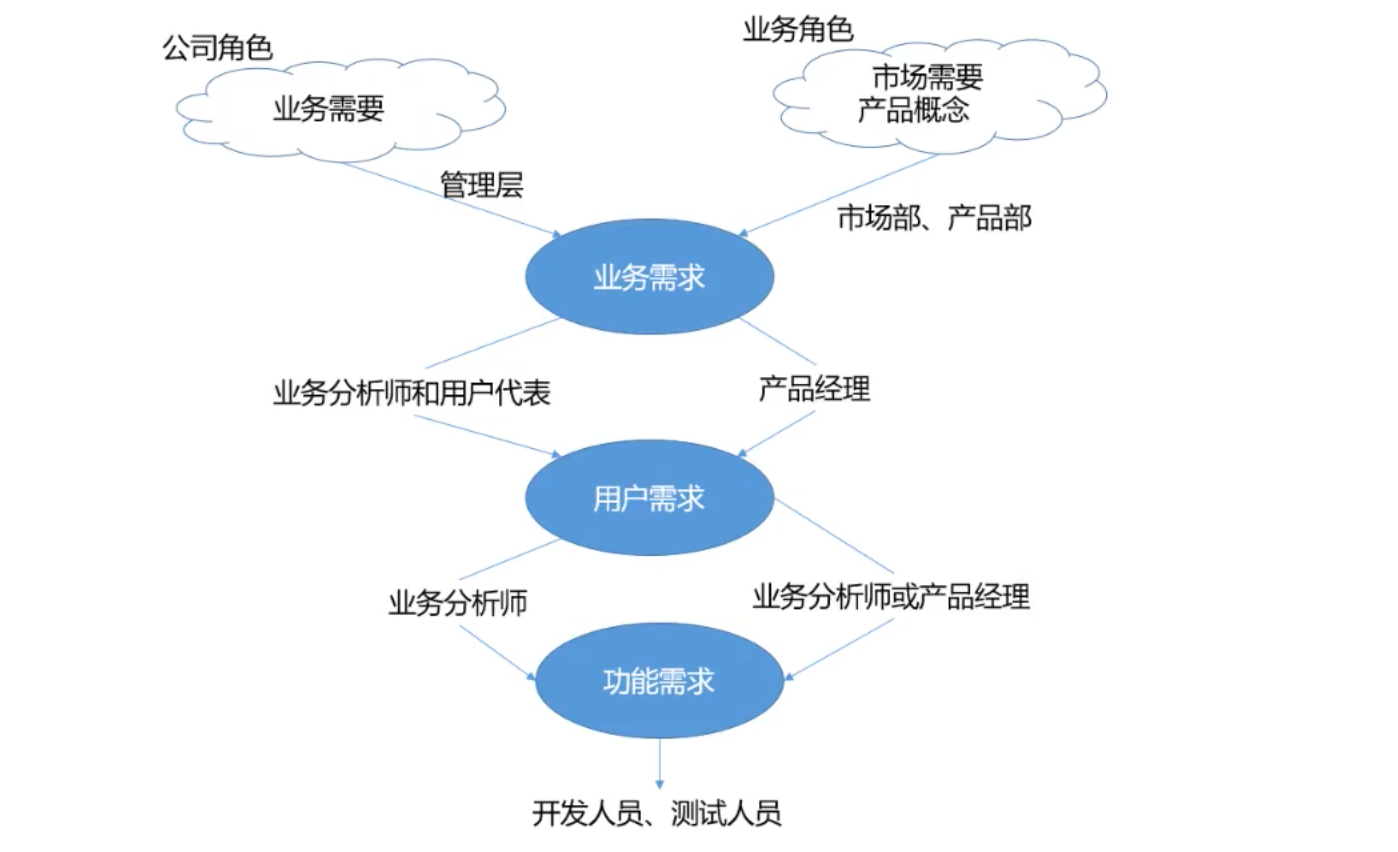 公司角色
业务角色
业务需要
市场需要
产品概念
管理层
市场部、产品部
业务需求
业务分析师和用户代表
产品经理
用户需求
业务分析师
业务分析师或产品经理
功能需求
开发人员、测试人员